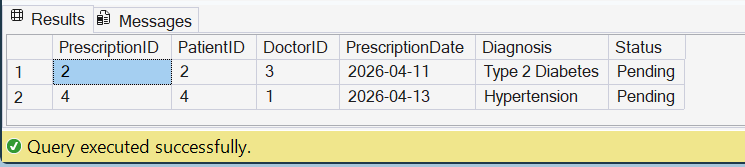 Results Messages
PrescriptionID PatientID DoctorID PrescriptionDate Diagnosis Status
1 2 2 3 2026-04-11 Type 2 Diabetes Pending
2 4 4 1 2026-04-13 Hypertension Pending
Query executed successfully.